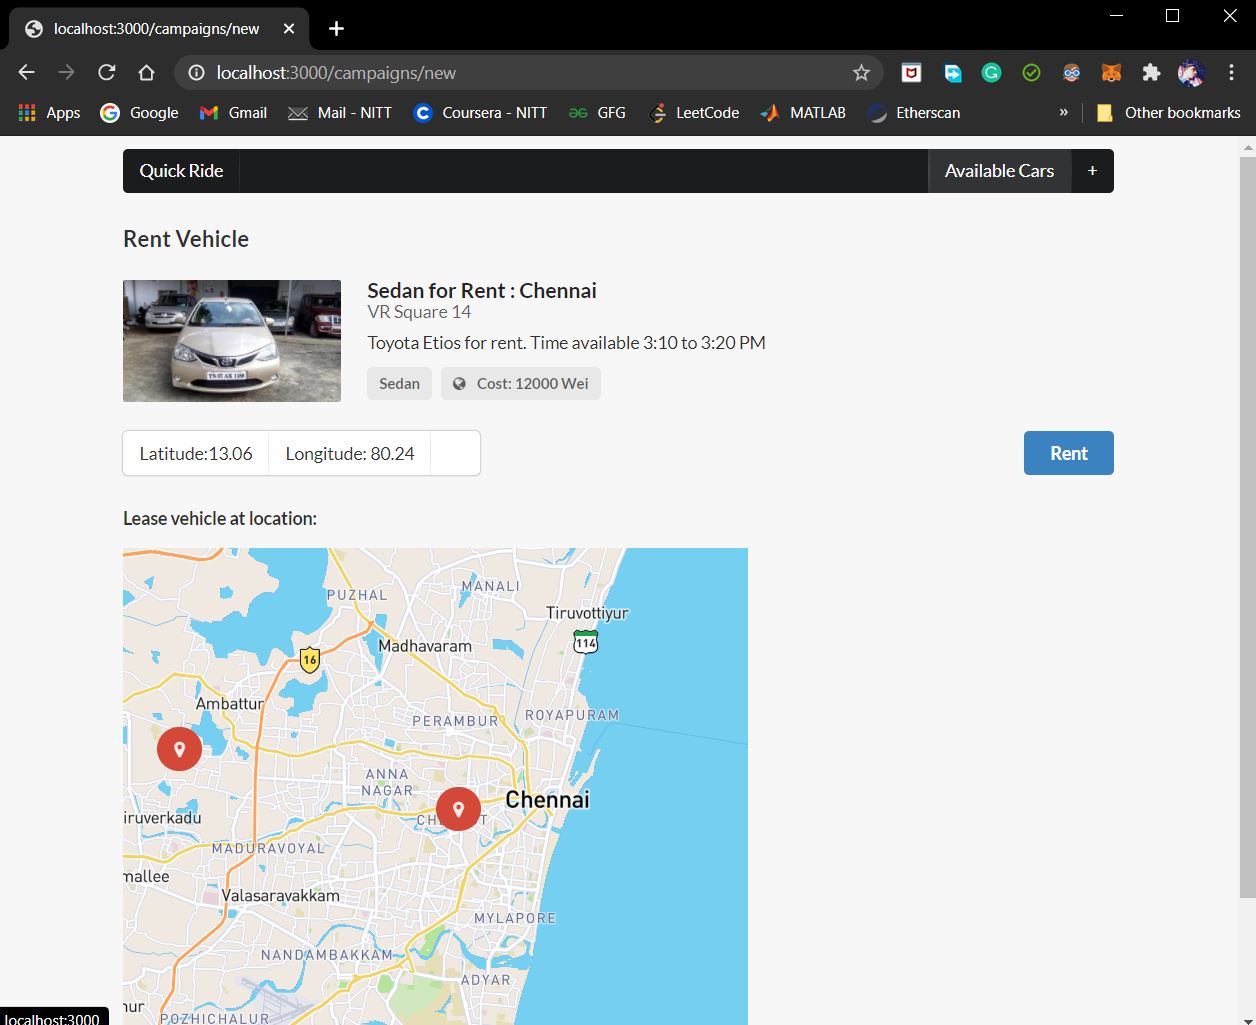 localhost:3000/campaigns/new
localhost:3000/campaigns/new
Apps Google Gmail Mail - NITT Coursera - NITT GFG LeetCode MATLAB Etherscan » Other bookmarks
Quick Ride Available Cars +
Rent Vehicle
Sedan for Rent : Chennai
VR Square 14
Toyota Etios for rent. Time available 3:10 to 3:20 PM
Sedan Cost: 12000 Wei
Latitude:13.06 Longitude: 80.24 Rent
Lease vehicle at location:
MANALI
PUZHAL
Tiruvottiyur
114
Madhavaram
16
Ambattur
ROYAPURAM
PERAMBUR
ANNA
NAGAR
Chennai
iruverkadu
MADURAVOYAL
mallee
Valasaravakkam
MYLAPORE
NANDAMBAKKAM
ADYAR
nur
POZHICHALUR
localhost:3000